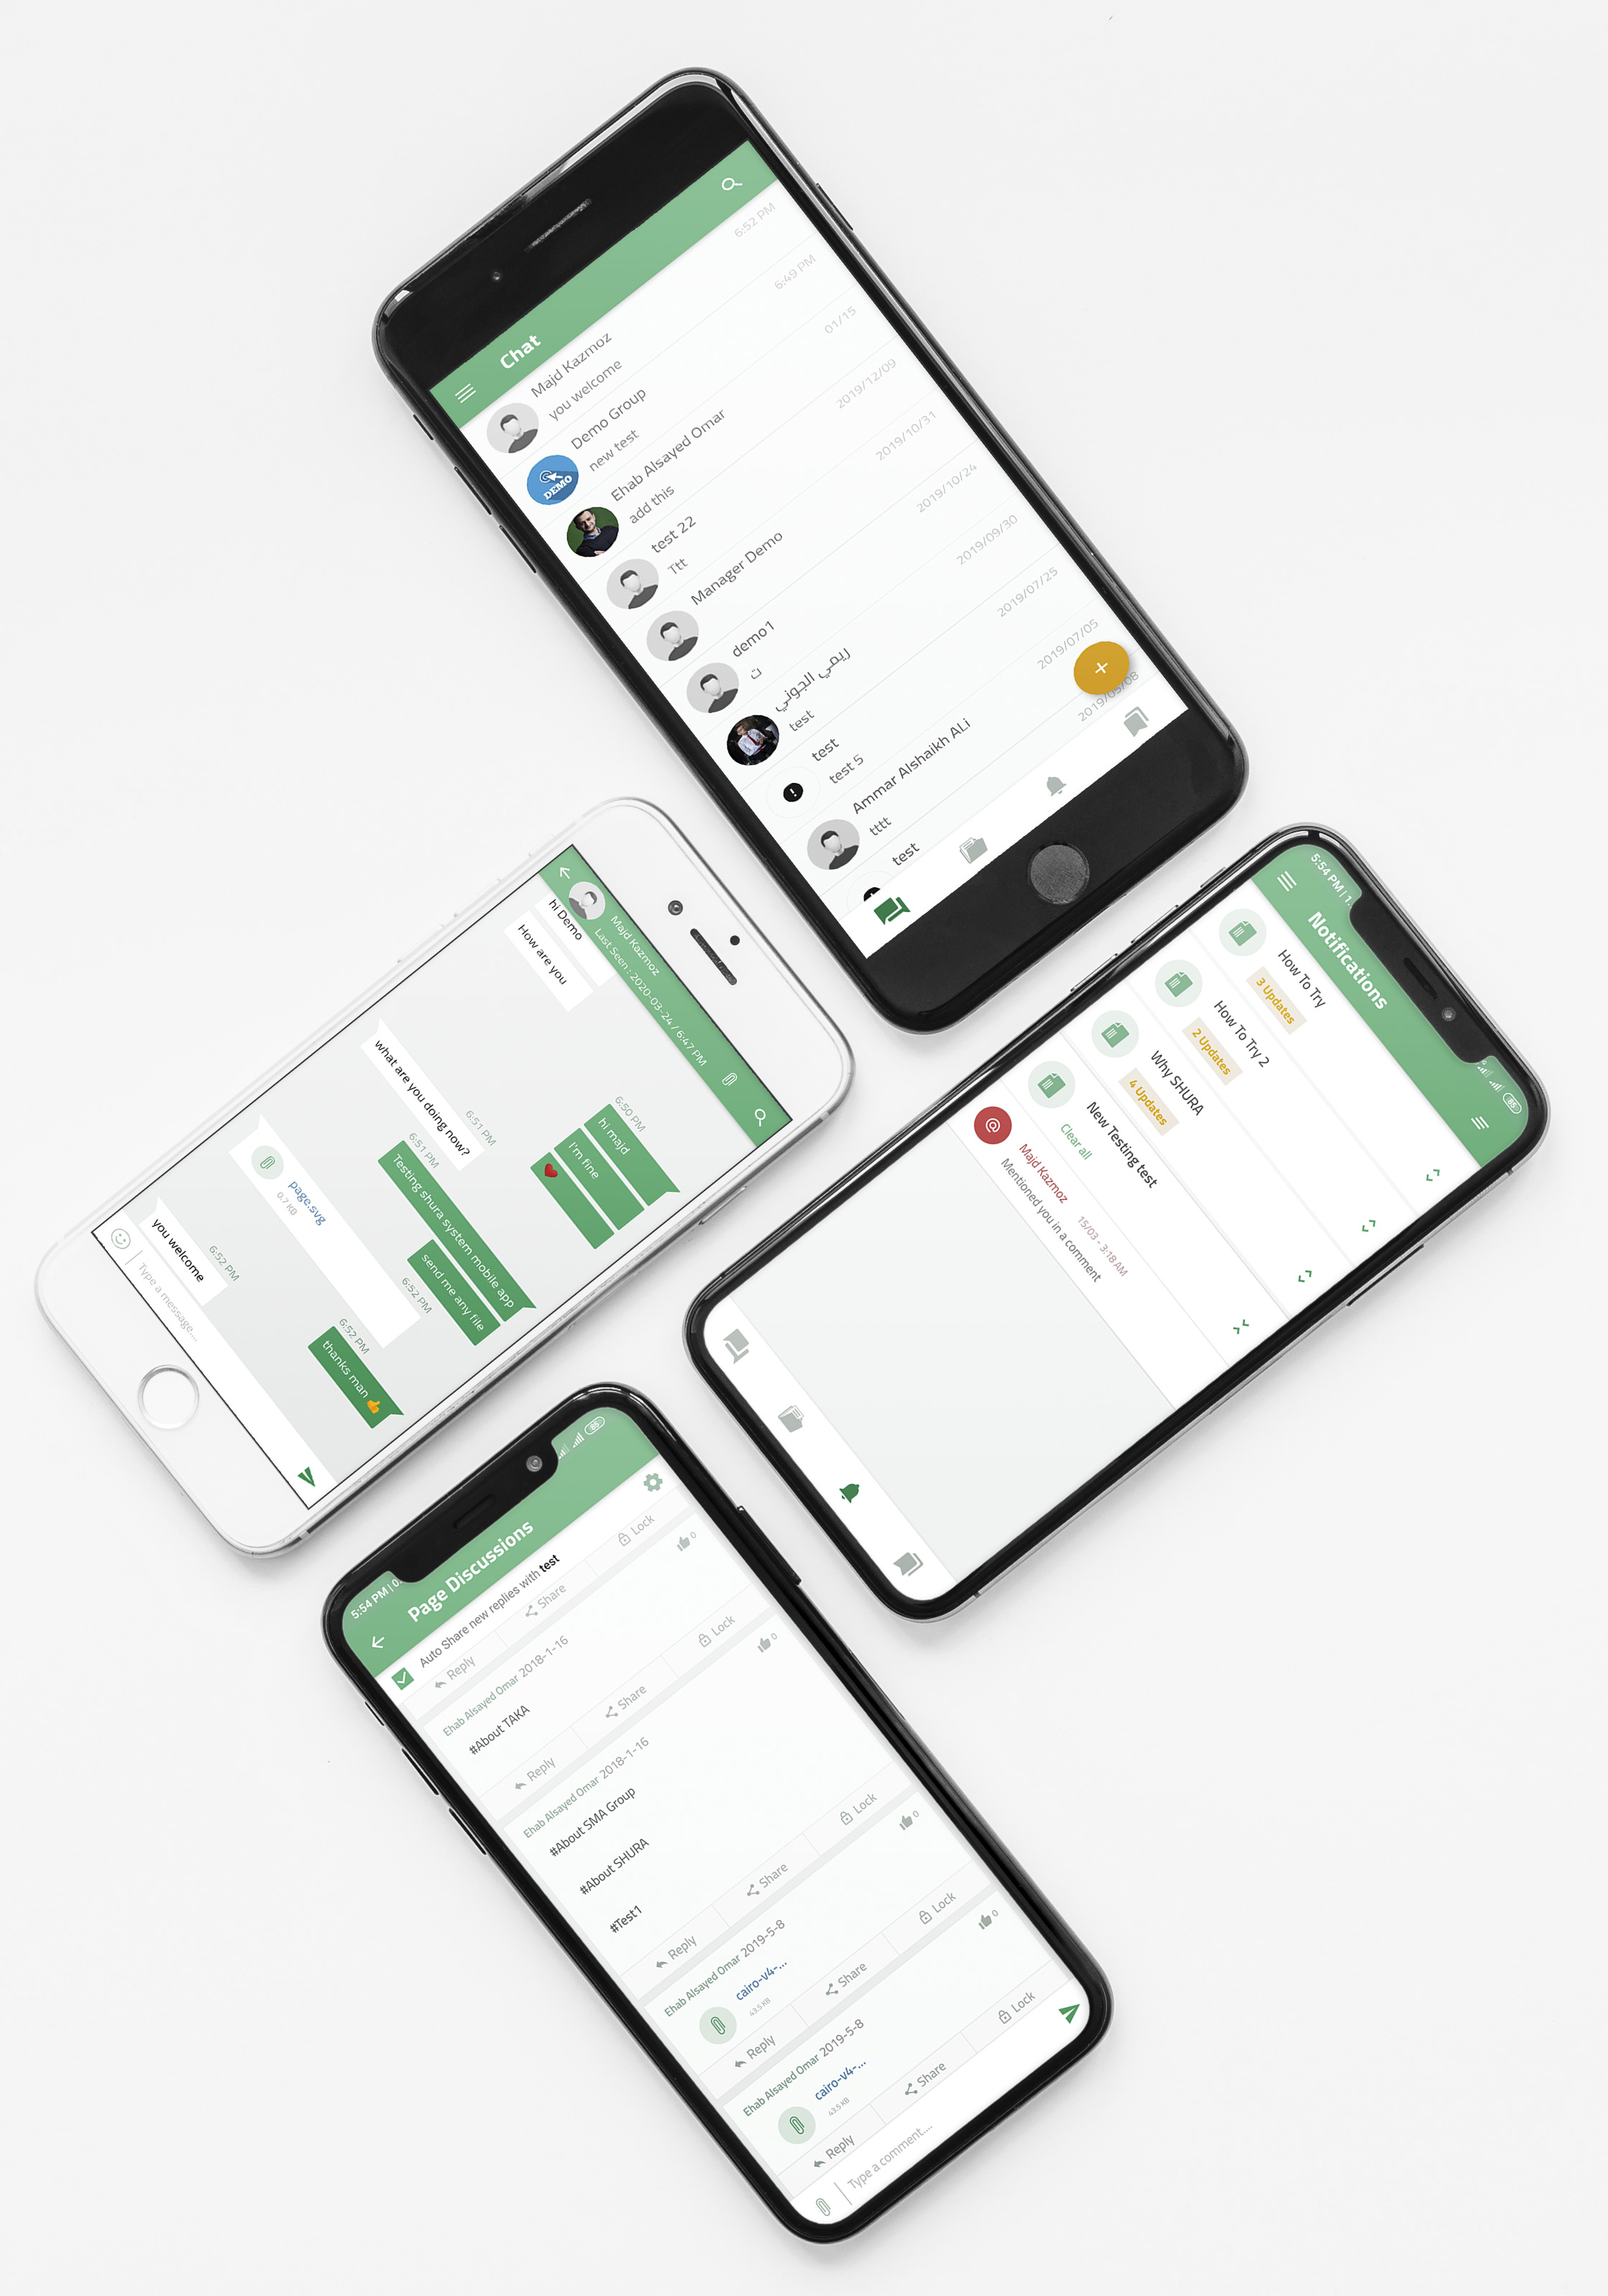 Chat
Majd Kazmoz
6:52 PM
you welcome
Demo Group
6:49 PM
new test
DEMO
Ehab Alsayed Omar
01/15
add this
test 22
2019/12/09
Ttt
Manager Demo
2019/10/31
demo1
2019/10/24
ت
ريمي الجوني
2019/09/30
test
test
2019/07/25
test 5
Ammar Alshaikh ALi
2019/07/05
tttt
test
2019/05/08
Majd Kazmoz
Last Seen : 2020-03-24 / 6:47 PM
hi Demo
How are you
6:50 PM
hi majd
I'm fine
6:51 PM
what are you doing now?
6:51 PM
Testing shura system mobile app
send me any file
6:52 PM
page.svg
0.7 KB
6:52 PM
you welcome
6:52 PM
thanks man
Type a message...
5:54 PM | 1.
85
Notifications
How To Try
3 Updates
How To Try 2
2 Updates
Why SHURA
4 Updates
New Testing test
Clear all
Majd Kazmoz
15/03 - 3:18 AM
Mentioned you in a comment
5:54 PM | 0.
85
Page Discussions
Auto Share new replies with test
Reply
Share
Lock
Ehab Alsayed Omar 2018-1-16
0
#About TAKA
Reply
Share
Lock
Ehab Alsayed Omar 2018-1-16
0
#About SMA Group
#About SHURA
#Test1
Reply
Share
Lock
Ehab Alsayed Omar 2019-5-8
0
cairo-v4-...
43.5 KB
Reply
Share
Lock
Ehab Alsayed Omar 2019-5-8
0
cairo-v4-...
43.5 KB
Reply
Share
Lock
Type a comment....